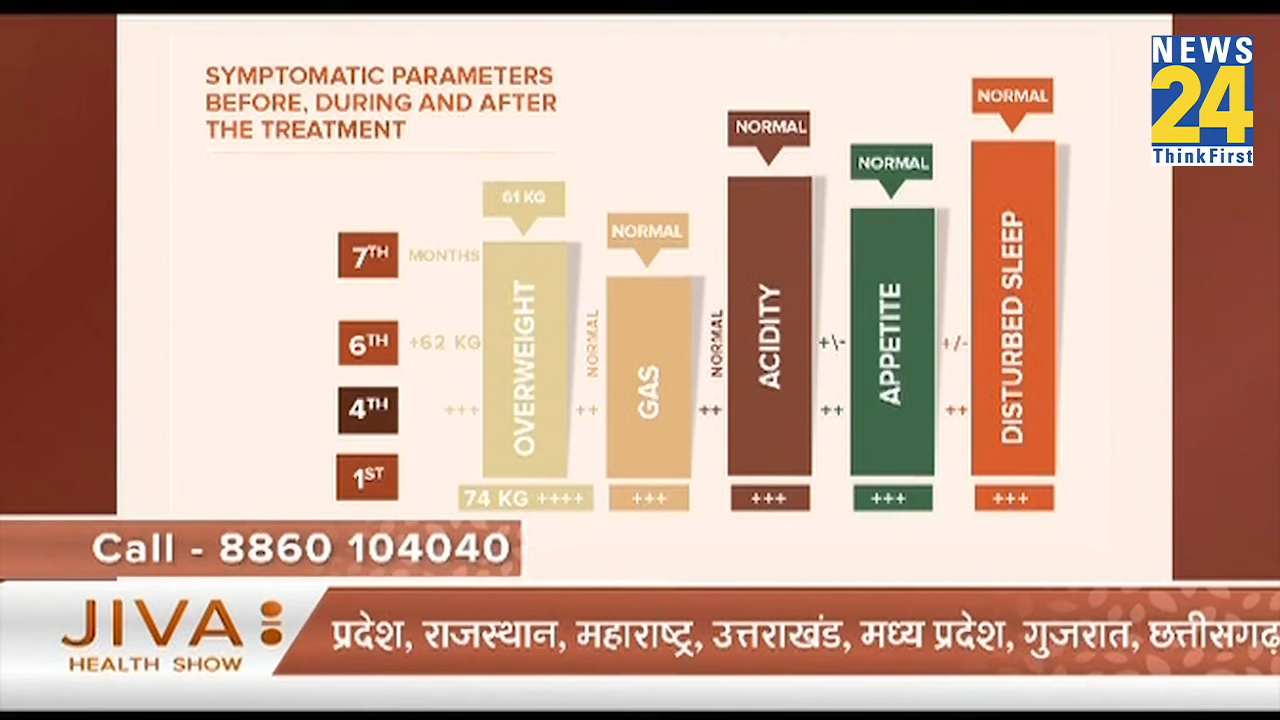 NEWS
24
ThinkFirst
SYMPTOMATIC PARAMETERS
BEFORE, DURING AND AFTER
THE TREATMENT
61 KG
NORMAL
NORMAL
NORMAL
NORMAL
7TH MONTHS
6TH +62 KG NORMAL NORMAL +\- +/-
4TH +++ ++ ++ ++ ++
1ST
OVERWEIGHT
GAS
ACIDITY
APPETITE
DISTURBED SLEEP
74 KG ++++ +++ +++ +++ +++
Call - 8860 104040
JIVA
HEALTH SHOW
प्रदेश, राजस्थान, महाराष्ट्र, उत्तराखंड, मध्य प्रदेश, गुजरात, छत्तीसगढ़